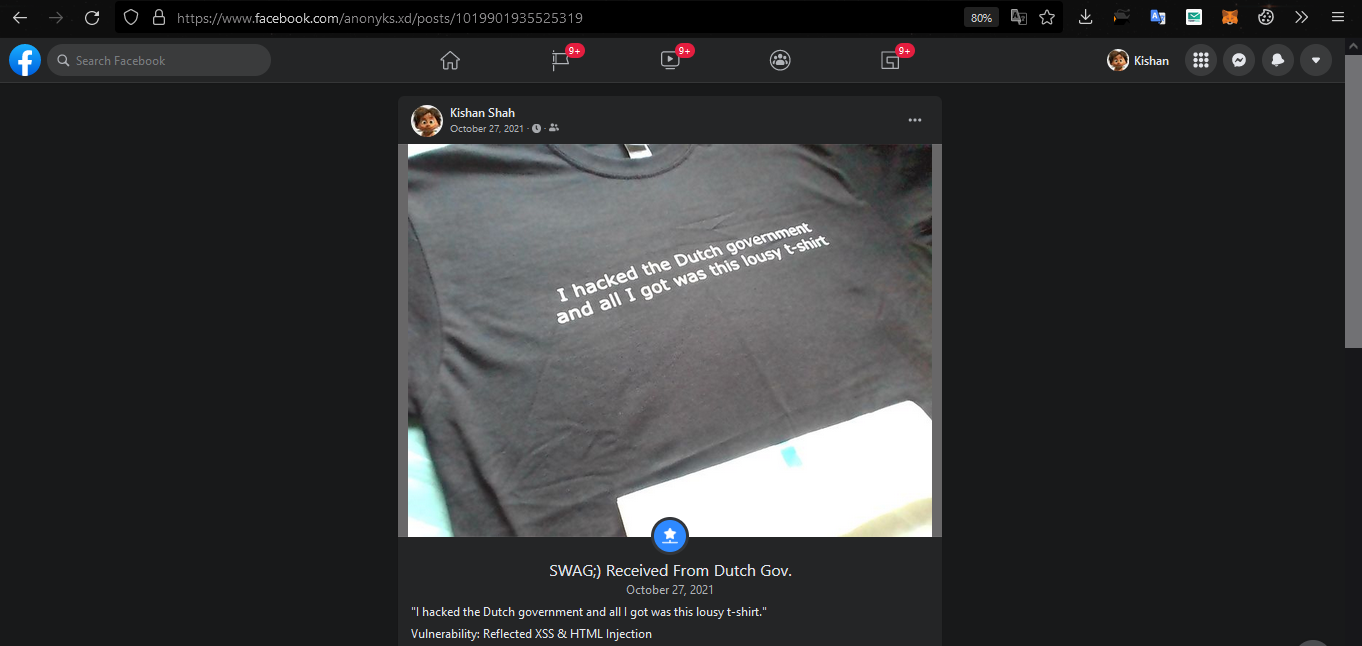 https://www.facebook.com/anonyks.xd/posts/1019901935525319
80%
Search Facebook
9+
9+
9+
Kishan
Kishan Shah
October 27, 2021
I hacked the Dutch government
and all I got was this lousy t-shirt
SWAG;) Received From Dutch Gov.
October 27, 2021
"I hacked the Dutch government and all I got was this lousy t-shirt."
Vulnerability: Reflected XSS & HTML Injection